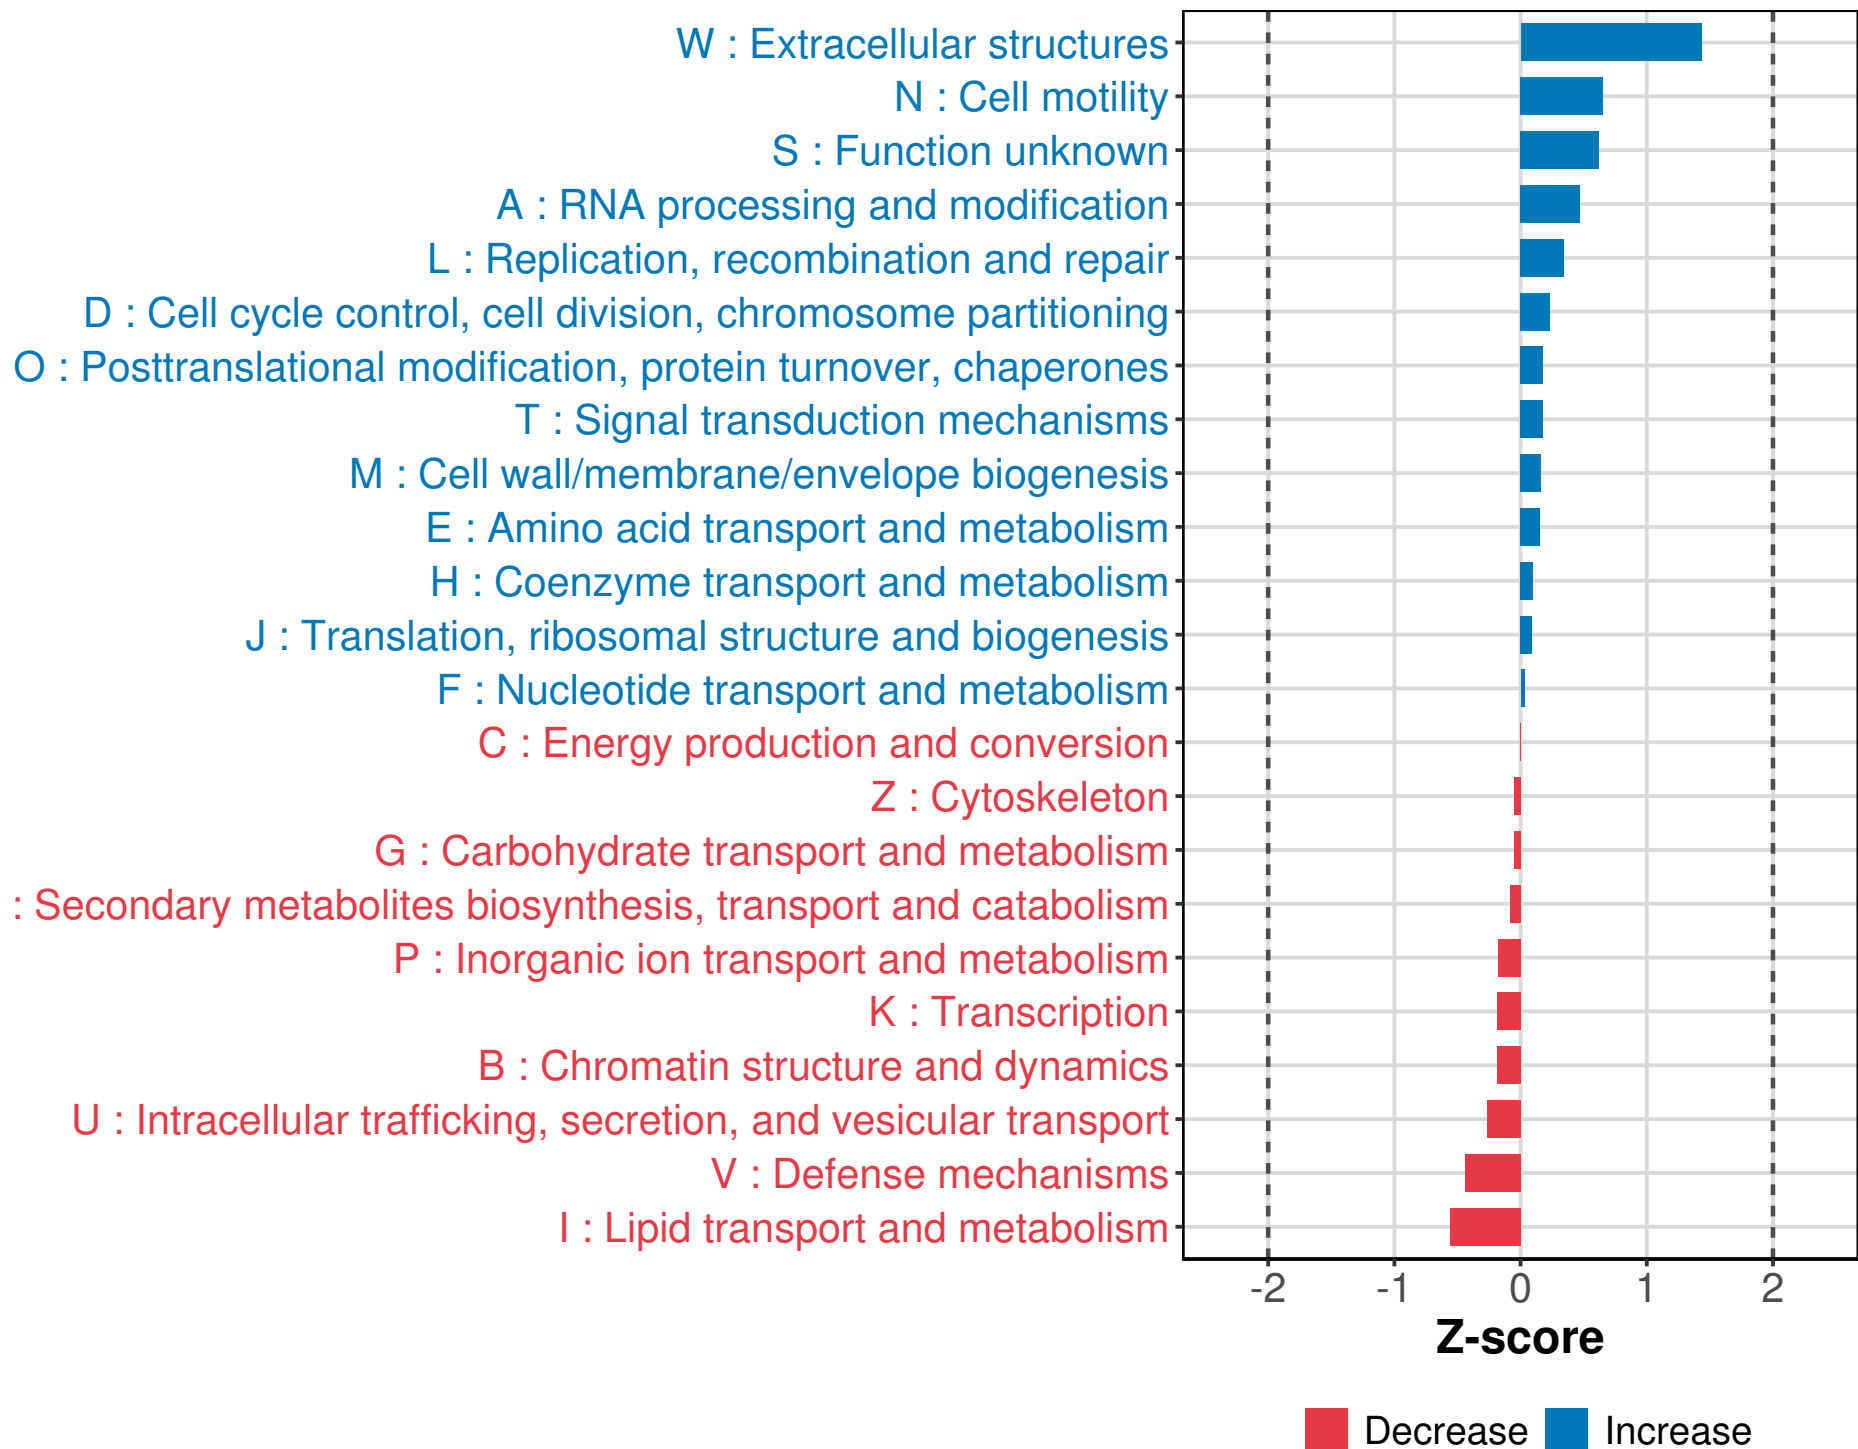 W : Extracellular structures
N : Cell motility
S : Function unknown
A : RNA processing and modification
L : Replication, recombination and repair
D : Cell cycle control, cell division, chromosome partitioning
O : Posttranslational modification, protein turnover, chaperones
T : Signal transduction mechanisms
M : Cell wall/membrane/envelope biogenesis
E : Amino acid transport and metabolism
H : Coenzyme transport and metabolism
J : Translation, ribosomal structure and biogenesis
F : Nucleotide transport and metabolism
C : Energy production and conversion
Z : Cytoskeleton
G : Carbohydrate transport and metabolism
: Secondary metabolites biosynthesis, transport and catabolism
P : Inorganic ion transport and metabolism
K : Transcription
B : Chromatin structure and dynamics
U : Intracellular trafficking, secretion, and vesicular transport
V : Defense mechanisms
I : Lipid transport and metabolism
-2 -1 0 1 2
Z-score
Decrease Increase